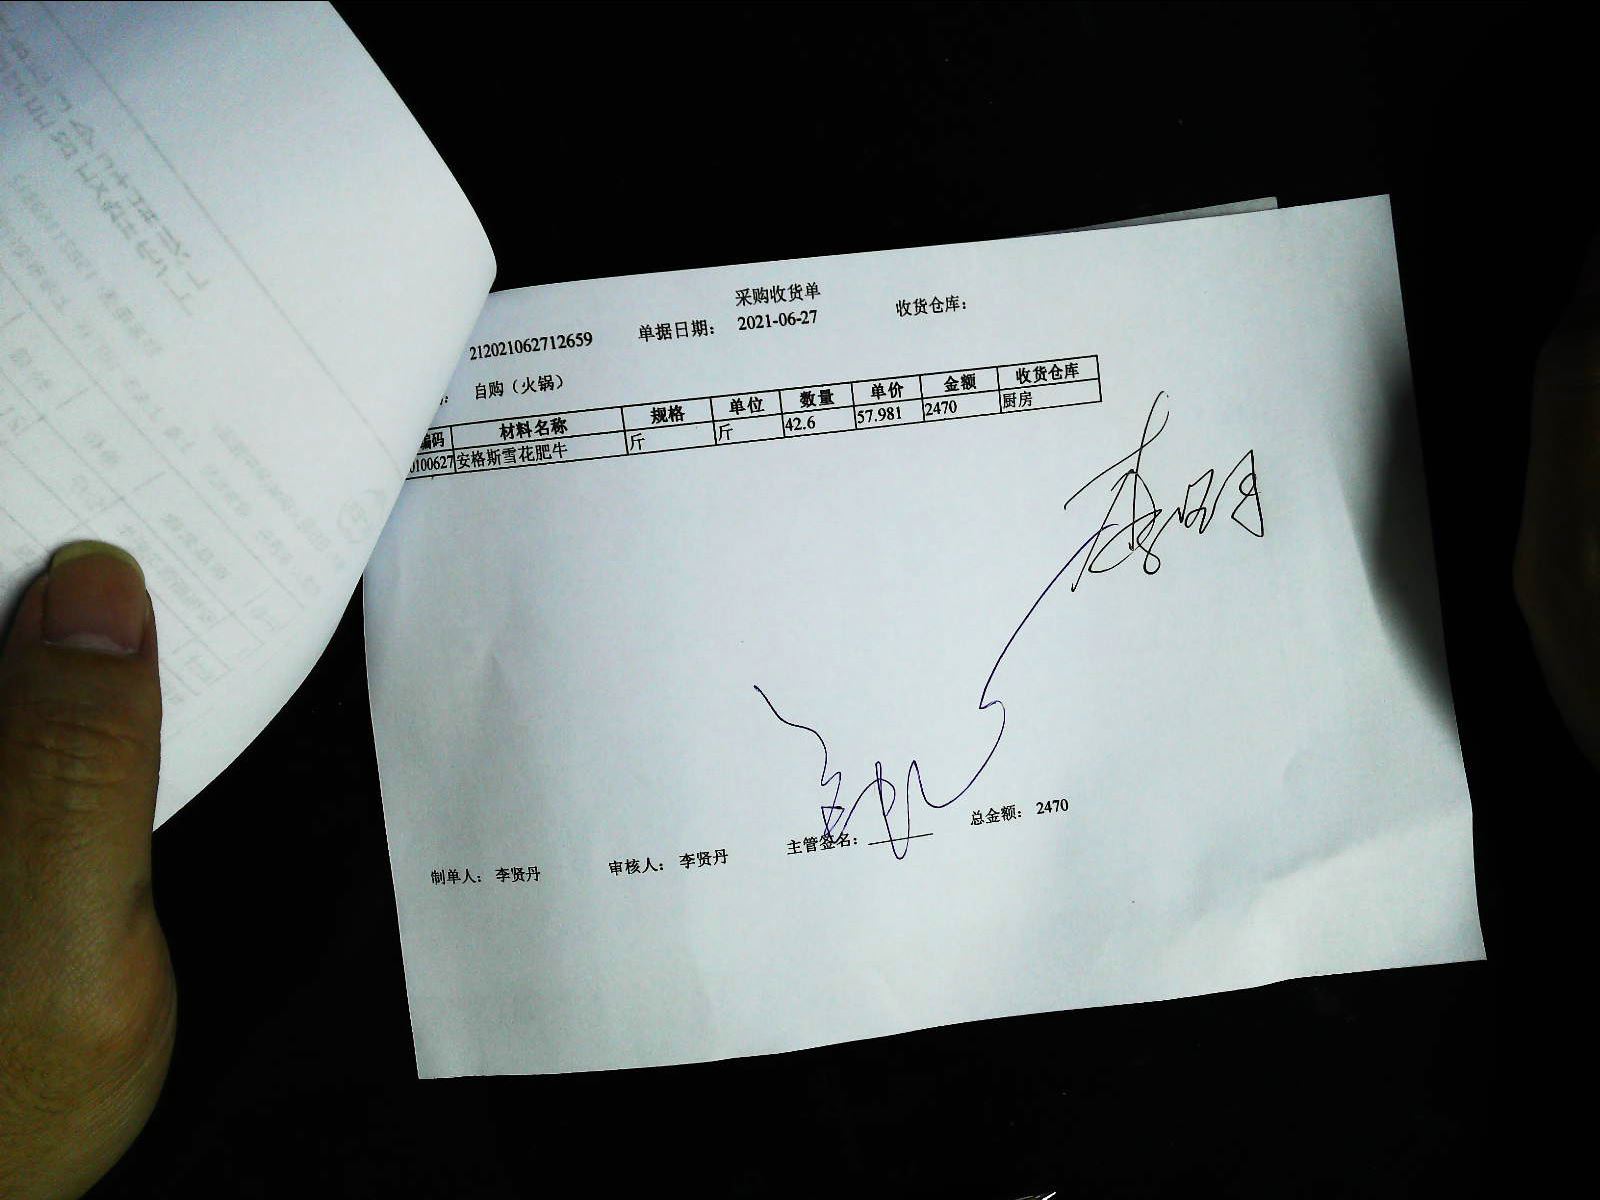 采购收货单
212021062712659 单据日期: 2021-06-27 收货仓库:
自购（火锅）
编码 材料名称 规格 单位 数量 单价 金额 收货仓库
0100627 安格斯雪花肥牛 斤 斤 42.6 57.981 2470 厨房
制单人: 李贤丹 审核人: 李贤丹 主管签名: 总金额: 2470